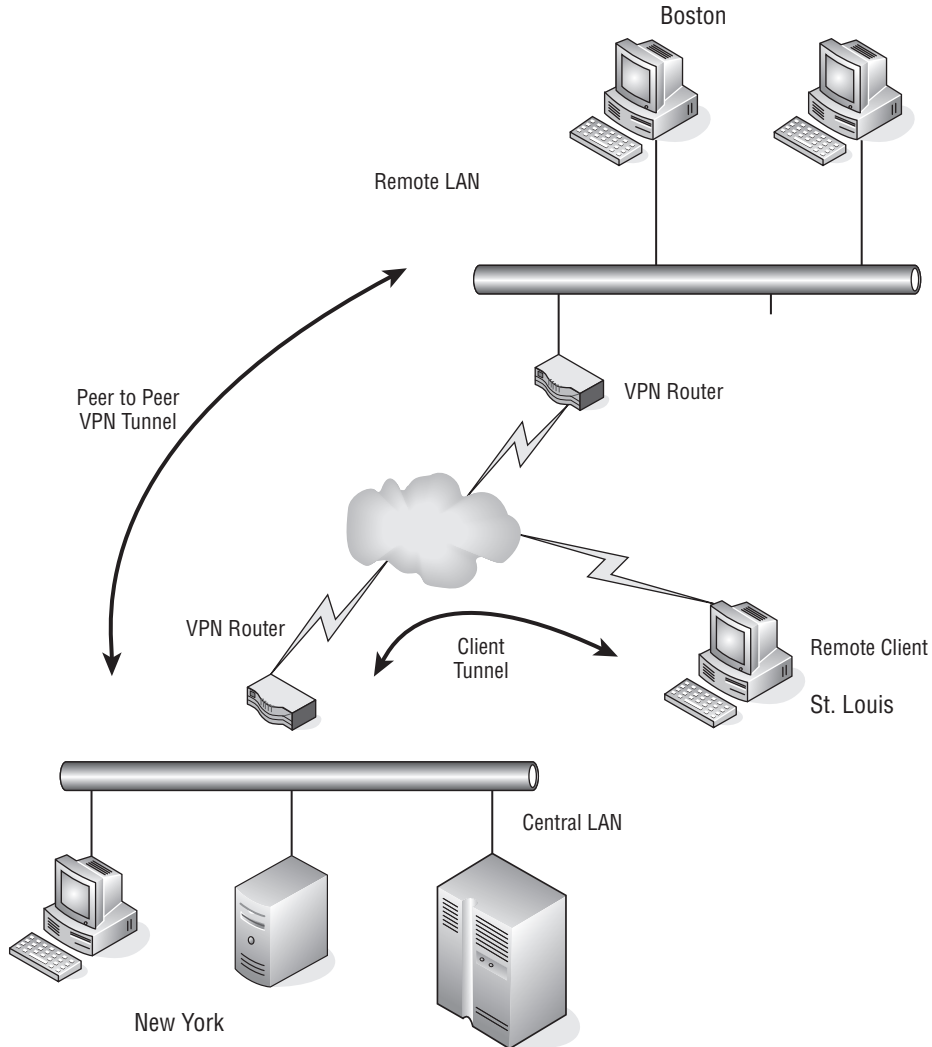 Boston
Remote LAN
Peer to Peer
VPN Tunnel
VPN Router
VPN Router
Client
Tunnel
Remote Client
St. Louis
Central LAN
New York